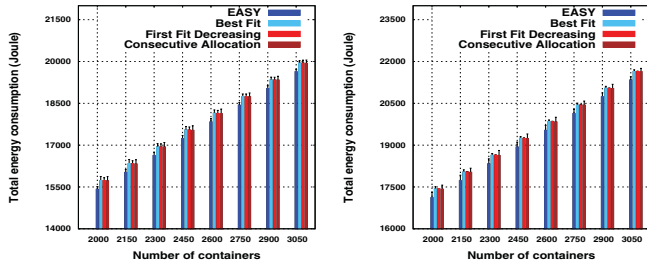 EASY
Best Fit
First Fit Decreasing
Consecutive Allocation
Total energy consumption (Joule)
21500
20000
18500
17000
15500
14000
2000 2150 2300 2450 2600 2750 2900 3050
Number of containers
EASY
Best Fit
First Fit Decreasing
Consecutive Allocation
Total energy consumption (Joule)
23500
22000
20500
19000
17500
16000
2000 2150 2300 2450 2600 2750 2900 3050
Number of containers